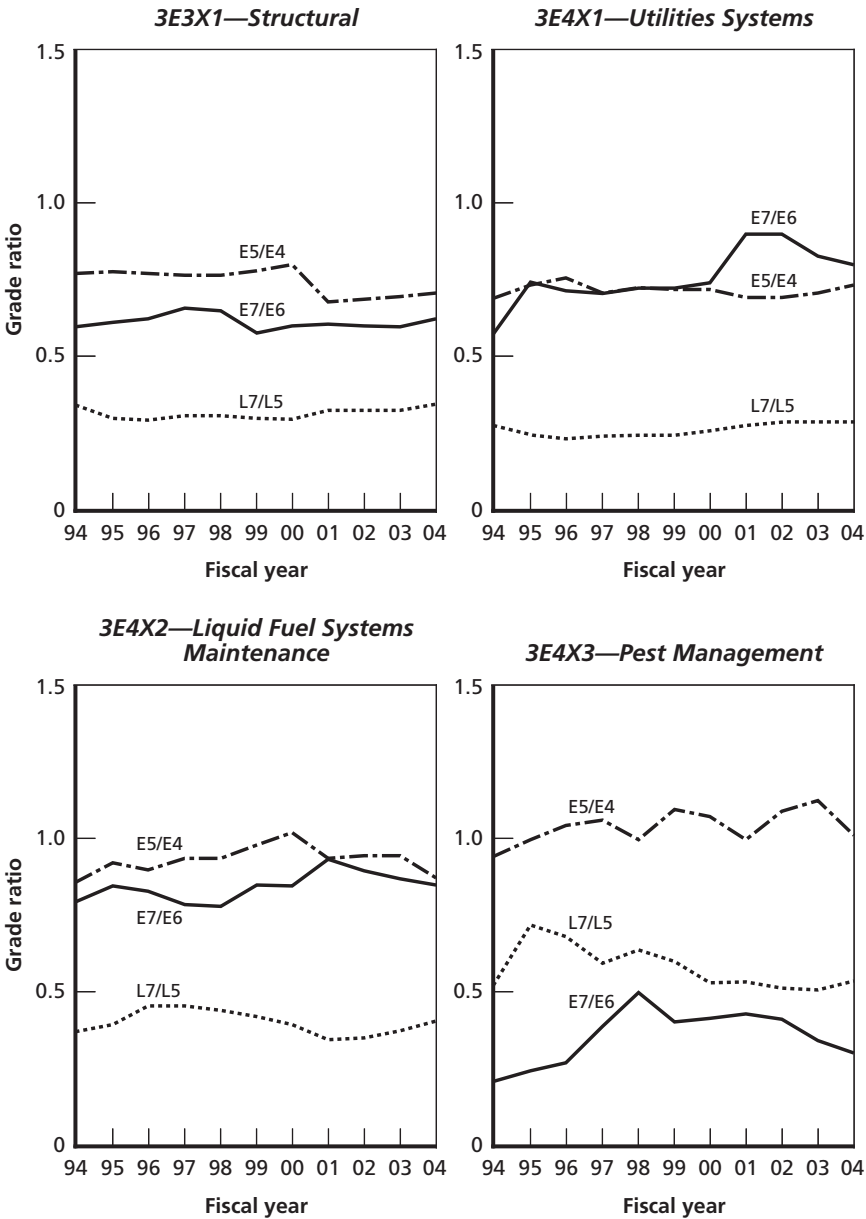 3E3X1—Structural
Grade ratio
1.5
1.0
0.5
0
E5/E4
E7/E6
L7/L5
94 95 96 97 98 99 00 01 02 03 04
Fiscal year
3E4X1—Utilities Systems
1.5
1.0
0.5
0
E7/E6
E5/E4
L7/L5
94 95 96 97 98 99 00 01 02 03 04
Fiscal year
3E4X2—Liquid Fuel Systems
Maintenance
Grade ratio
1.5
1.0
0.5
0
E5/E4
E7/E6
L7/L5
94 95 96 97 98 99 00 01 02 03 04
Fiscal year
3E4X3—Pest Management
1.5
1.0
0.5
0
E5/E4
L7/L5
E7/E6
94 95 96 97 98 99 00 01 02 03 04
Fiscal year